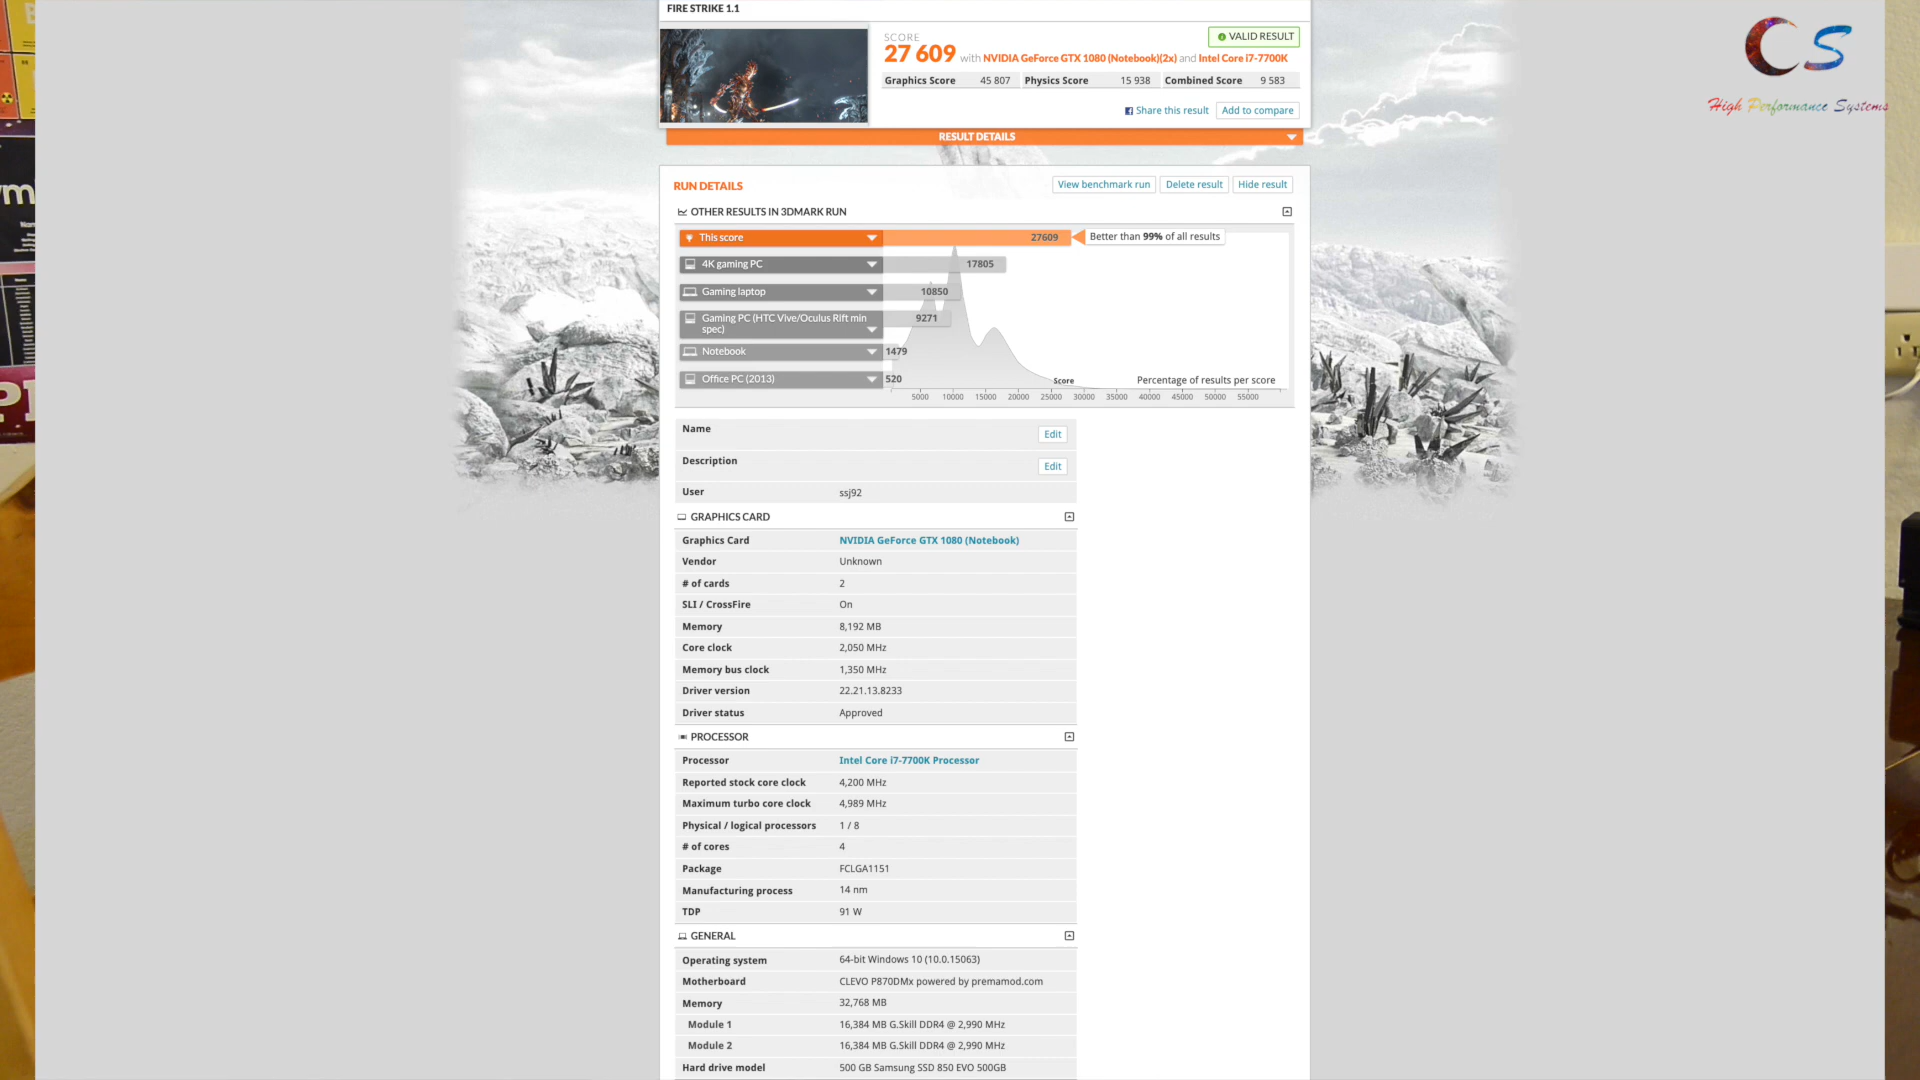 FIRE STRIKE 1.1
SCORE
VALID RESULT
27 609 with NVIDIA GeForce GTX 1080 (Notebook)(2x) and Intel Core i7-7700K
Graphics Score 45 807 Physics Score 15 938 Combined Score 9 583
Share this result Add to compare
RESULT DETAILS
RUN DETAILS
View benchmark run Delete result Hide result
OTHER RESULTS IN 3DMARK RUN
This score 27609 Better than 99% of all results
4K gaming PC 17805
Gaming laptop 10850
Gaming PC (HTC Vive/Oculus Rift min spec) 9271
Notebook 1479
Office PC (2013) 520
Score Percentage of results per score
5000 10000 15000 20000 25000 30000 35000 40000 45000 50000 55000
Name Edit
Description Edit
User ssj92
GRAPHICS CARD
Graphics Card NVIDIA GeForce GTX 1080 (Notebook)
Vendor Unknown
# of cards 2
SLI / CrossFire On
Memory 8,192 MB
Core clock 2,050 MHz
Memory bus clock 1,350 MHz
Driver version 22.21.13.8233
Driver status Approved
PROCESSOR
Processor Intel Core i7-7700K Processor
Reported stock core clock 4,200 MHz
Maximum turbo core clock 4,989 MHz
Physical / logical processors 1 / 8
# of cores 4
Package FCLGA1151
Manufacturing process 14 nm
TDP 91 W
GENERAL
Operating system 64-bit Windows 10 (10.0.15063)
Motherboard CLEVO P870DMx powered by premamod.com
Memory 32,768 MB
Module 1 16,384 MB G.Skill DDR4 @ 2,990 MHz
Module 2 16,384 MB G.Skill DDR4 @ 2,990 MHz
Hard drive model 500 GB Samsung SSD 850 EVO 500GB
CS
High Performance Systems